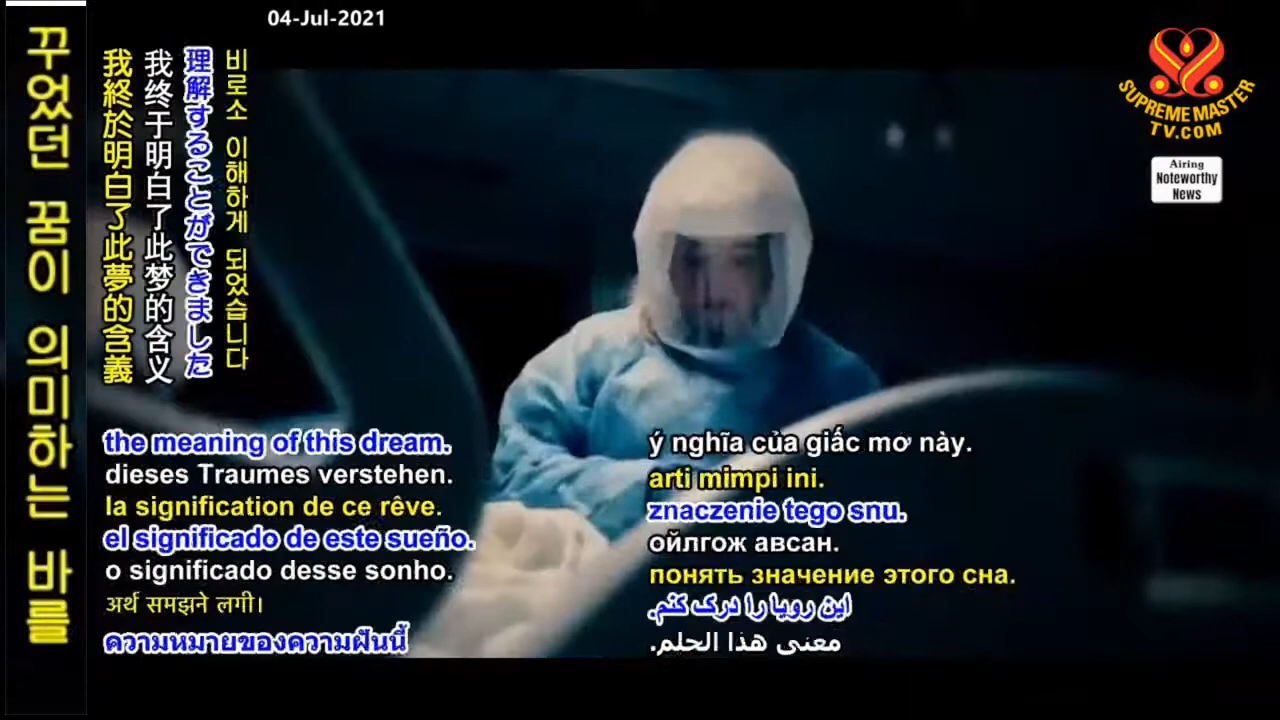 04-Jul-2021
SUPREME MASTER
TV.COM
Airing
Noteworthy
News
꾸었던 꿈이 의미하는 바를
비로소 이해하게 되었습니다
理解することができました
我终于明白了此梦的含义
我終於明白了此夢的含義
the meaning of this dream.
dieses Traumes verstehen.
la signification de ce rêve.
el significado de este sueño.
o significado desse sonho.
अर्थ समझने लगी।
ความหมายของความฝันนี้
ý nghĩa của giấc mơ này.
arti mimpi ini.
znaczenie tego snu.
ойлгож авсан.
понять значение этого сна.
این رویا را درک کنم.
معنى هذا الحلم.